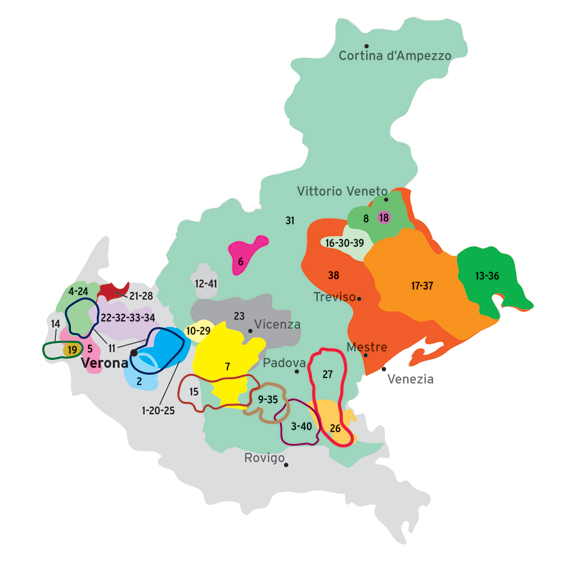 Cortina d'Ampezzo
Vittorio Veneto
31
8
18
16-30-39
6
38
17-37
13-36
12-41
4-24
21-28
Treviso
14
22-32-33-34
23
Vicenza
10-29
11
19
5
Verona
Mestre
7
Padova
27
Venezia
2
15
1-20-25
9-35
3-40
26
Rovigo